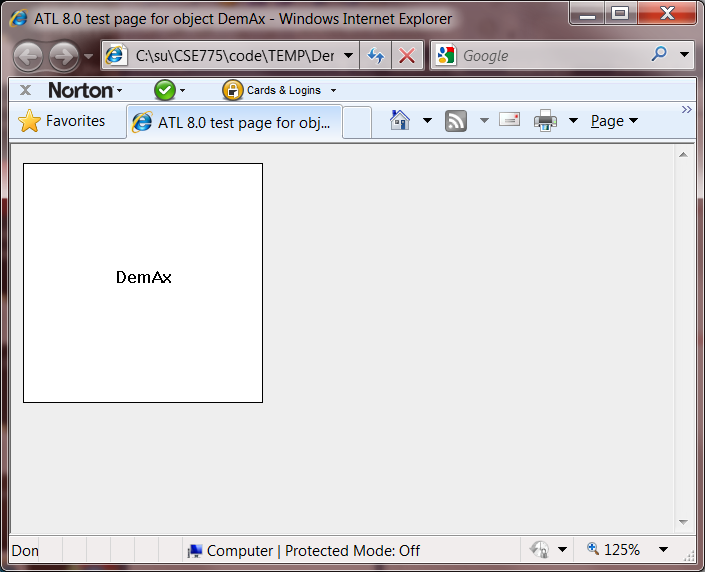 ATL 8.0 test page for object DemAx - Windows Internet Explorer
C:\su\CSE775\code\TEMP\Der
Google
x Norton
Cards & Logins
Favorites
ATL 8.0 test page for obj...
Page
DemAx
Don
Computer | Protected Mode: Off
125%